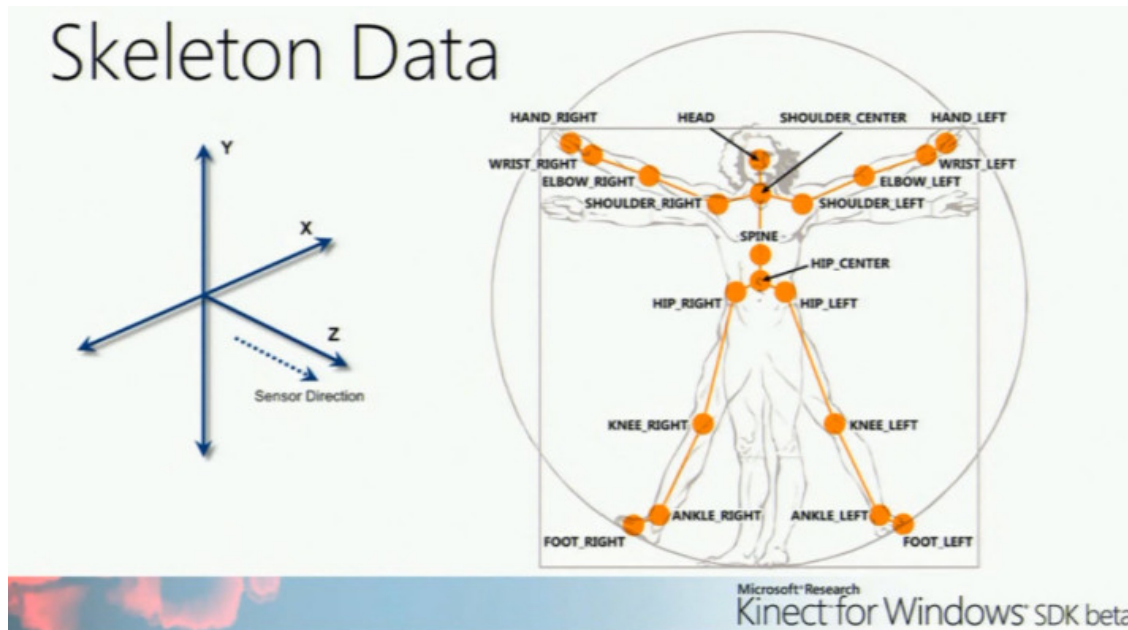 Skeleton Data
Y
X
Z
Sensor Direction
HAND_RIGHT
HEAD
SHOULDER_CENTER
HAND_LEFT
WRIST_RIGHT
WRIST_LEFT
ELBOW_RIGHT
ELBOW_LEFT
SHOULDER_RIGHT
SHOULDER_LEFT
SPINE
HIP_CENTER
HIP_RIGHT
HIP_LEFT
KNEE_RIGHT
KNEE_LEFT
ANKLE_RIGHT
ANKLE_LEFT
FOOT_RIGHT
FOOT_LEFT
Microsoft® Research
Kinect for Windows® SDK beta